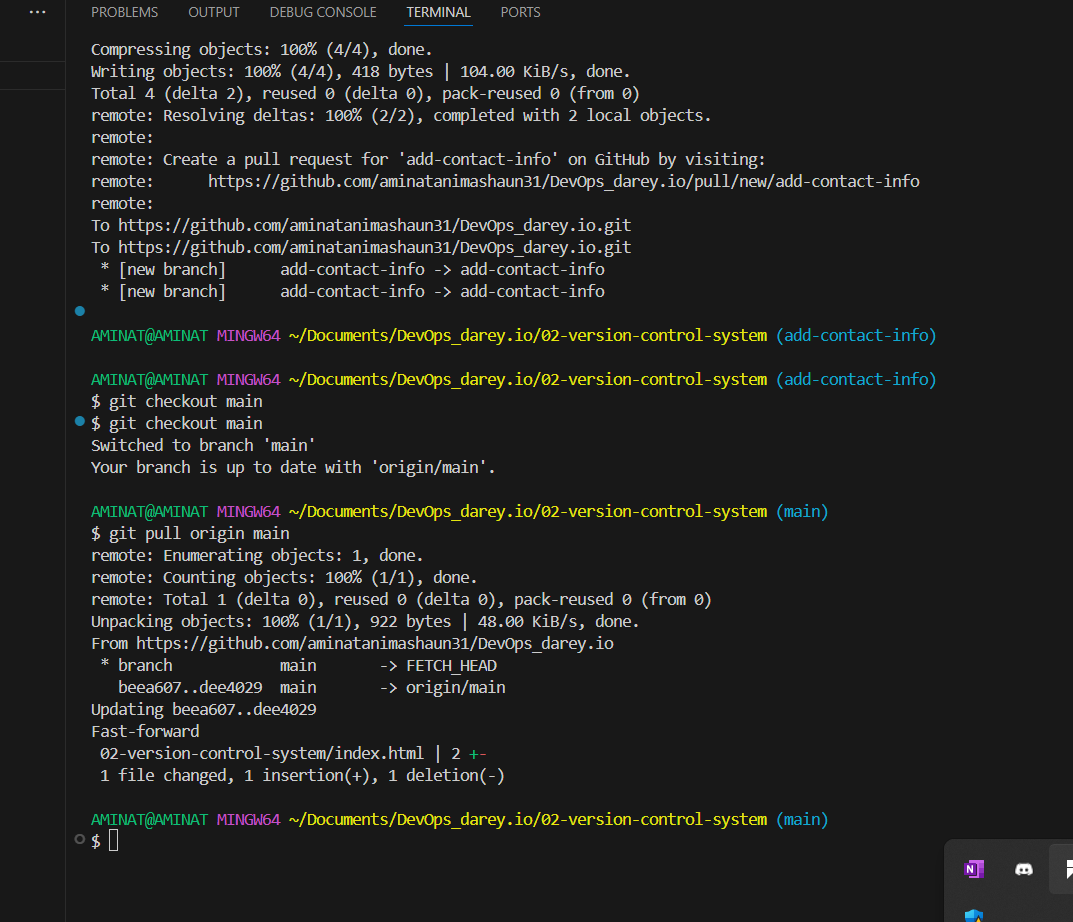 PROBLEMS OUTPUT DEBUG CONSOLE TERMINAL PORTS
Compressing objects: 100% (4/4), done.
Writing objects: 100% (4/4), 418 bytes | 104.00 KiB/s, done.
Total 4 (delta 2), reused 0 (delta 0), pack-reused 0 (from 0)
remote: Resolving deltas: 100% (2/2), completed with 2 local objects.
remote:
remote: Create a pull request for 'add-contact-info' on GitHub by visiting:
remote:      https://github.com/aminatanimashaun31/DevOps_darey.io/pull/new/add-contact-info
remote:
To https://github.com/aminatanimashaun31/DevOps_darey.io.git
To https://github.com/aminatanimashaun31/DevOps_darey.io.git
 * [new branch]      add-contact-info -> add-contact-info
 * [new branch]      add-contact-info -> add-contact-info
AMINAT@AMINAT MINGW64 ~/Documents/DevOps_darey.io/02-version-control-system (add-contact-info)
AMINAT@AMINAT MINGW64 ~/Documents/DevOps_darey.io/02-version-control-system (add-contact-info)
$ git checkout main
$ git checkout main
Switched to branch 'main'
Your branch is up to date with 'origin/main'.
AMINAT@AMINAT MINGW64 ~/Documents/DevOps_darey.io/02-version-control-system (main)
$ git pull origin main
remote: Enumerating objects: 1, done.
remote: Counting objects: 100% (1/1), done.
remote: Total 1 (delta 0), reused 0 (delta 0), pack-reused 0 (from 0)
Unpacking objects: 100% (1/1), 922 bytes | 48.00 KiB/s, done.
From https://github.com/aminatanimashaun31/DevOps_darey.io
 * branch            main       -> FETCH_HEAD
   beea607..dee4029  main       -> origin/main
Updating beea607..dee4029
Fast-forward
 02-version-control-system/index.html | 2 +-
 1 file changed, 1 insertion(+), 1 deletion(-)
AMINAT@AMINAT MINGW64 ~/Documents/DevOps_darey.io/02-version-control-system (main)
$
N